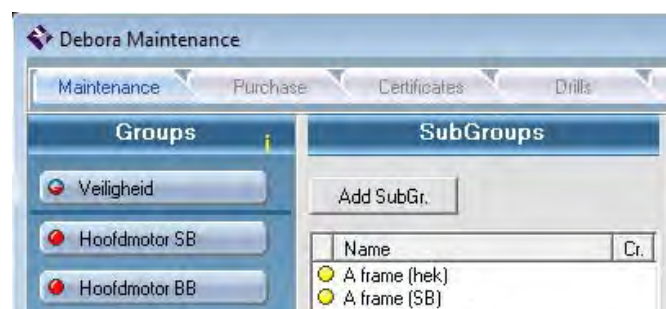 Debora Maintenance
Maintenance Purchase Certificates Drills
Groups i
SubGroups
Veiligheid
Hoofdmotor SB
Hoofdmotor BB
Add SubGr.
Name Cr.
A frame (hek)
A frame (SB)